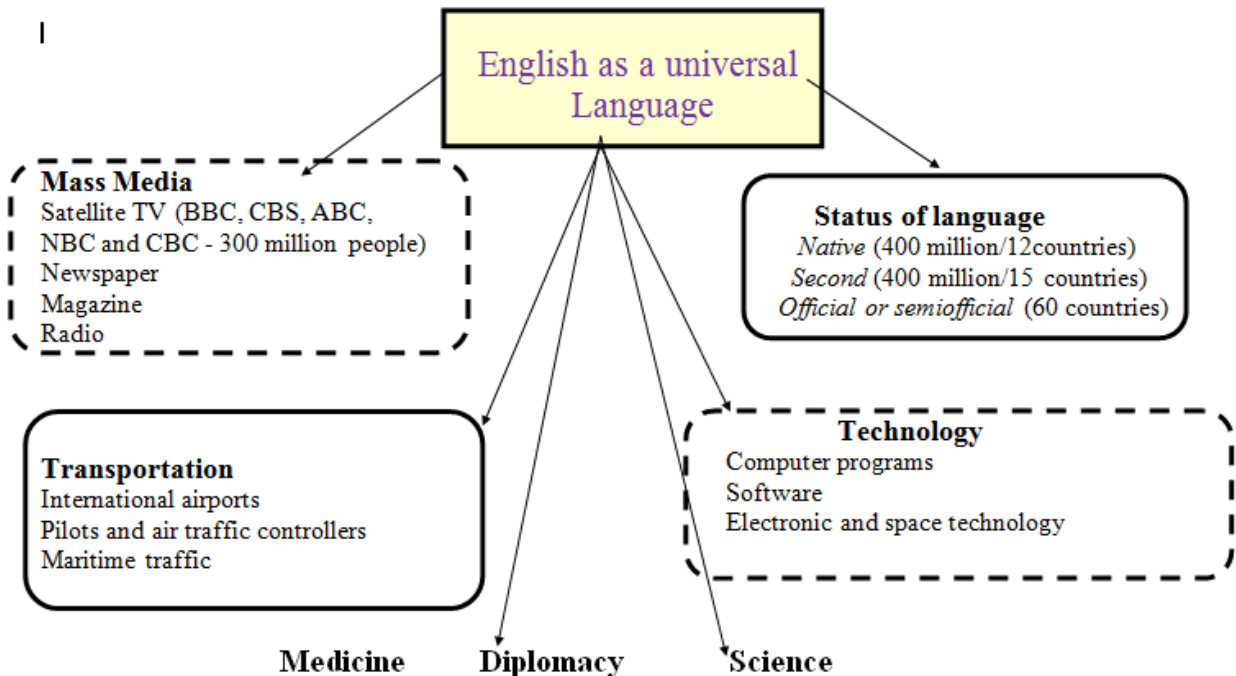 English as a universal
Language
Mass Media
Satellite TV (BBC, CBS, ABC,
NBC and CBC - 300 million people)
Newspaper
Magazine
Radio
Status of language
Native (400 million/12countries)
Second (400 million/15 countries)
Official or semiofficial (60 countries)
Transportation
International airports
Pilots and air traffic controllers
Maritime traffic
Technology
Computer programs
Software
Electronic and space technology
Medicine Diplomacy Science